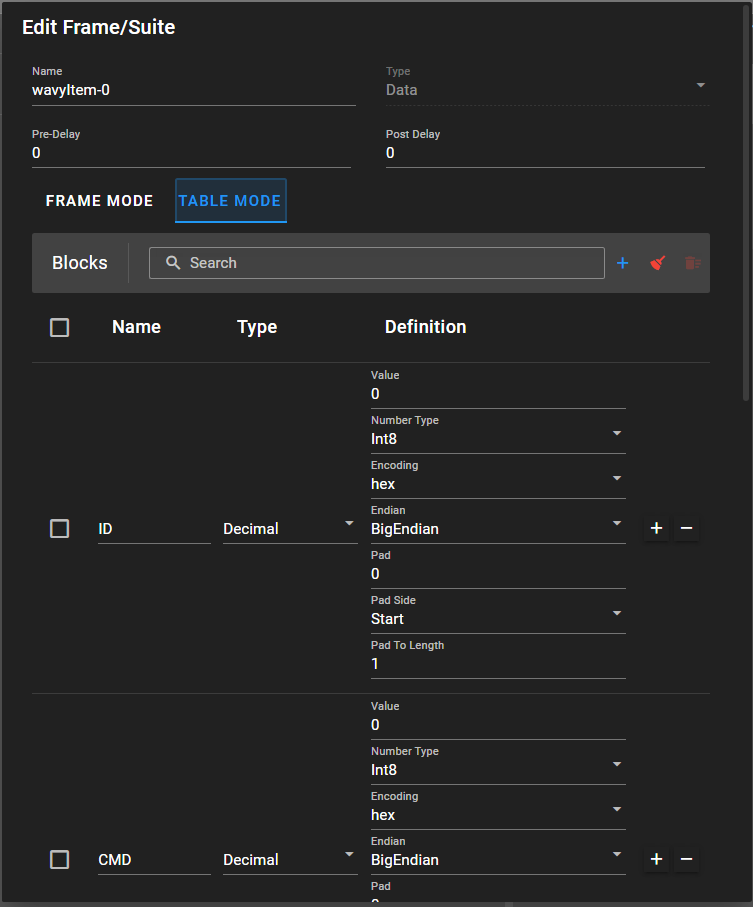 Edit Frame/Suite
Name
wavyItem-0
Type
Data
Pre-Delay
0
Post Delay
0
FRAME MODE
TABLE MODE
Blocks
Search
Name Type Definition
Value
0
Number Type
Int8
Encoding
hex
Endian
ID Decimal BigEndian
Pad
0
Pad Side
Start
Pad To Length
1
Value
0
Number Type
Int8
Encoding
hex
Endian
CMD Decimal BigEndian
Pad